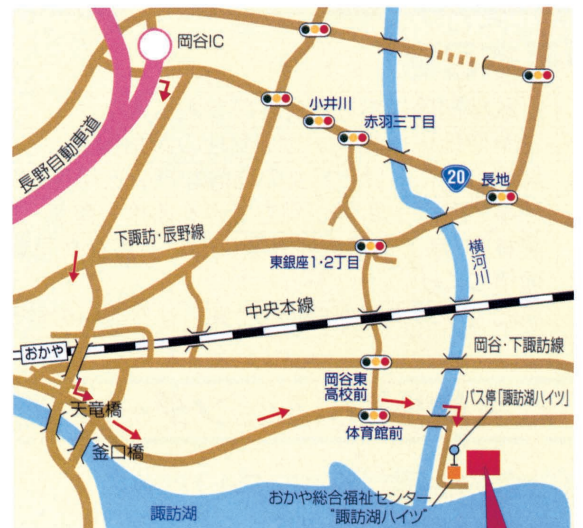 岡谷IC
小井川
赤羽三丁目
長野自動車道
20
長地
下諏訪・辰野線
東銀座1・2丁目
横河川
中央本線
おかや
岡谷・下諏訪線
岡谷東
高校前
バス停「諏訪湖ハイツ」
天竜橋
体育館前
釜口橋
おかや総合福祉センター
"諏訪湖ハイツ"
諏訪湖